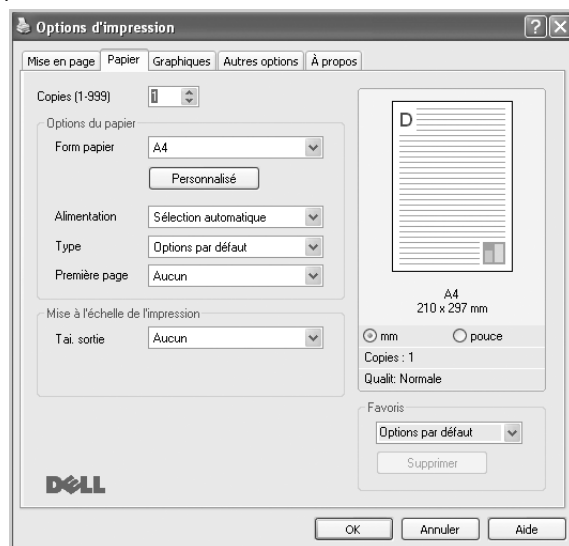 Options d'impression
Mise en page Papier Graphiques Autres options À propos
Copies (1-999) 1
Options du papier
Form papier A4
Personnalisé
Alimentation Sélection automatique
Type Options par défaut
Première page Aucun
Mise à l'échelle de l'impression
Tai. sortie Aucun
D
A4
210 x 297 mm
mm pouce
Copies : 1
Qualit: Normale
Favoris
Options par défaut
Supprimer
DELL
OK Annuler Aide